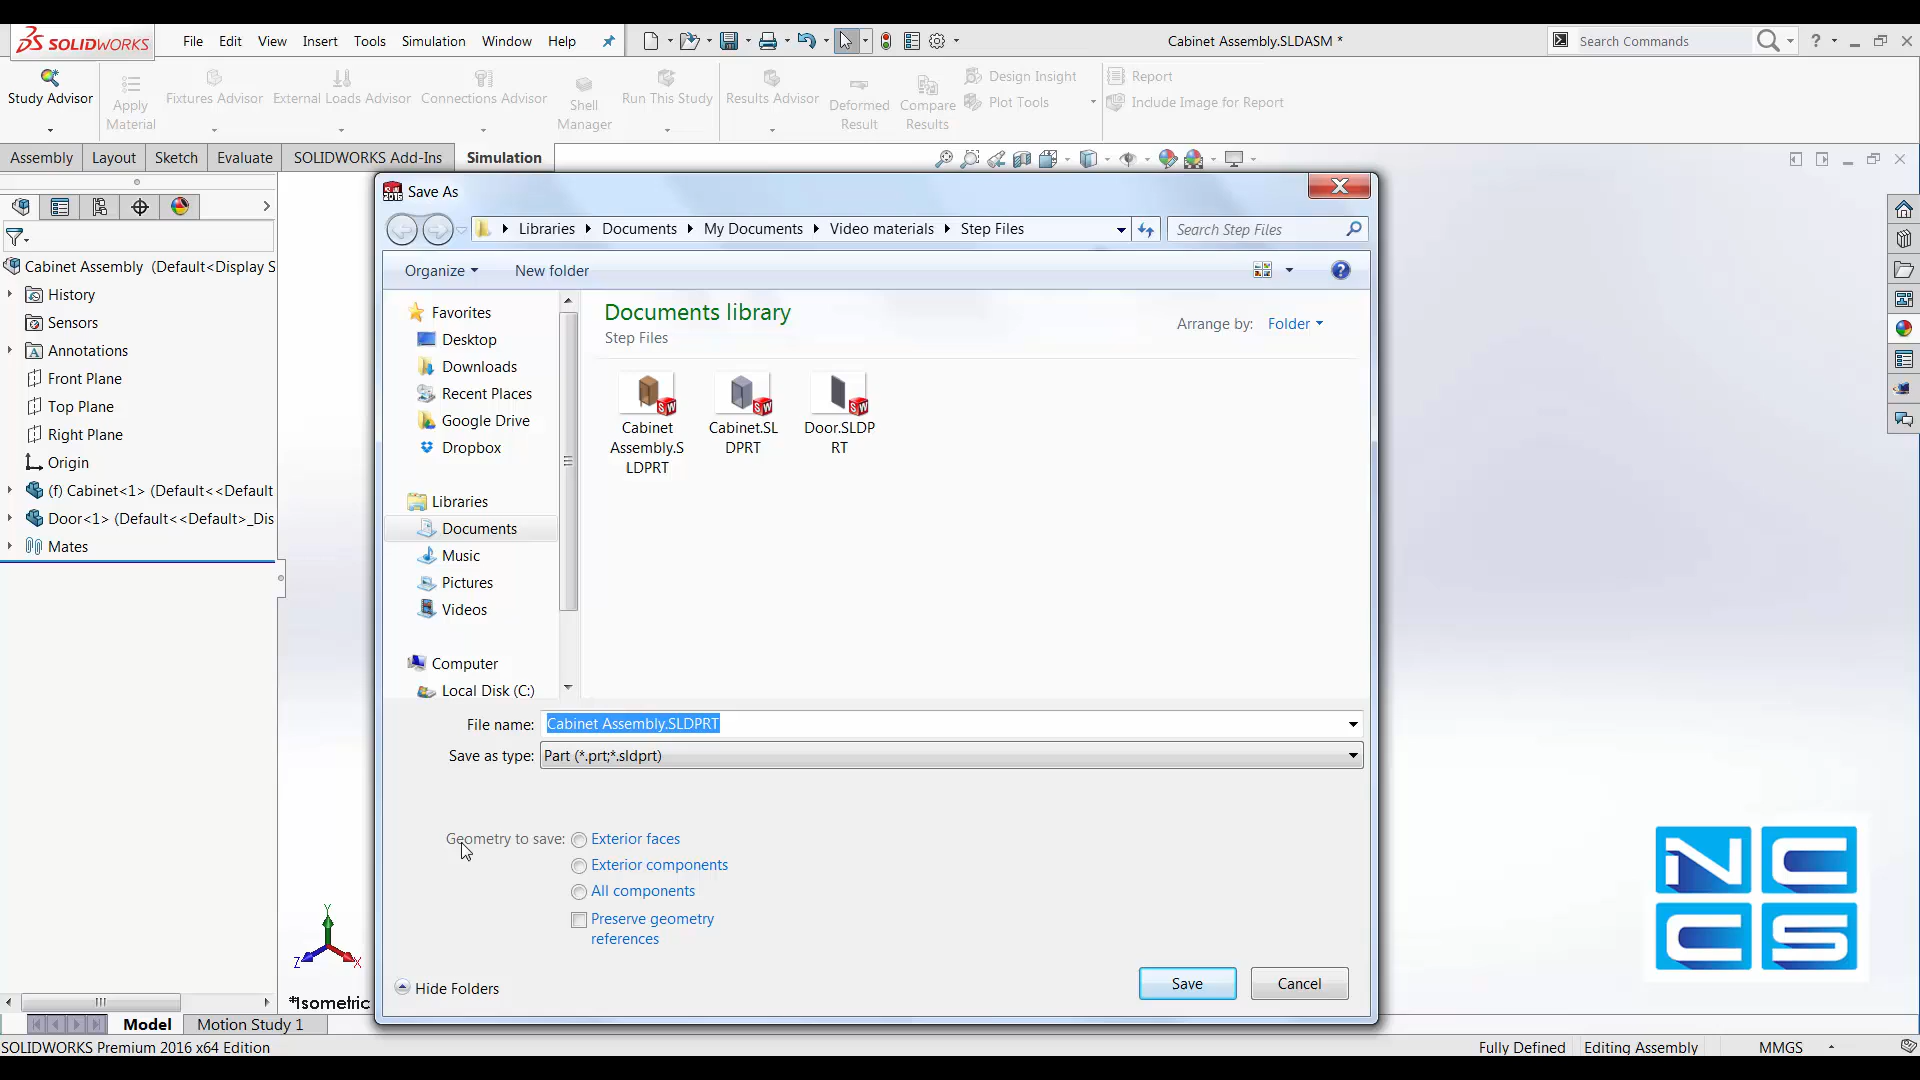 SOLIDWORKS File Edit View Insert Tools Simulation Window Help Cabinet Assembly.SLDASM * Search Commands ?
Study Advisor
Apply Material
Fixtures Advisor
External Loads Advisor
Connections Advisor
Shell Manager
Run This Study
Results Advisor
Deformed Result
Compare Results
Design Insight
Plot Tools
Report
Include Image for Report
Assembly Layout Sketch Evaluate SOLIDWORKS Add-Ins Simulation
Cabinet Assembly (Default<Display S
History
Sensors
Annotations
Front Plane
Top Plane
Right Plane
Origin
(f) Cabinet<1> (Default<<Default
Door<1> (Default<<Default>_Dis
Mates
Save As
Libraries Documents My Documents Video materials Step Files
Search Step Files
Organize New folder
Favorites
Desktop
Downloads
Recent Places
Google Drive
Dropbox
Libraries
Documents
Music
Pictures
Videos
Computer
Local Disk (C:)
Documents library
Step Files
Arrange by: Folder
Cabinet
Assembly.S
LDPRT
Cabinet.SL
DPRT
Door.SLDP
RT
File name: Cabinet Assembly.SLDPRT
Save as type: Part (*.prt;*.sldprt)
Geometry to save: Exterior faces
Exterior components
All components
Preserve geometry
references
Hide Folders
Save Cancel
Y
Z X
*Isometric
NCCS
Model Motion Study 1
SOLIDWORKS Premium 2016 x64 Edition Fully Defined Editing Assembly MMGS